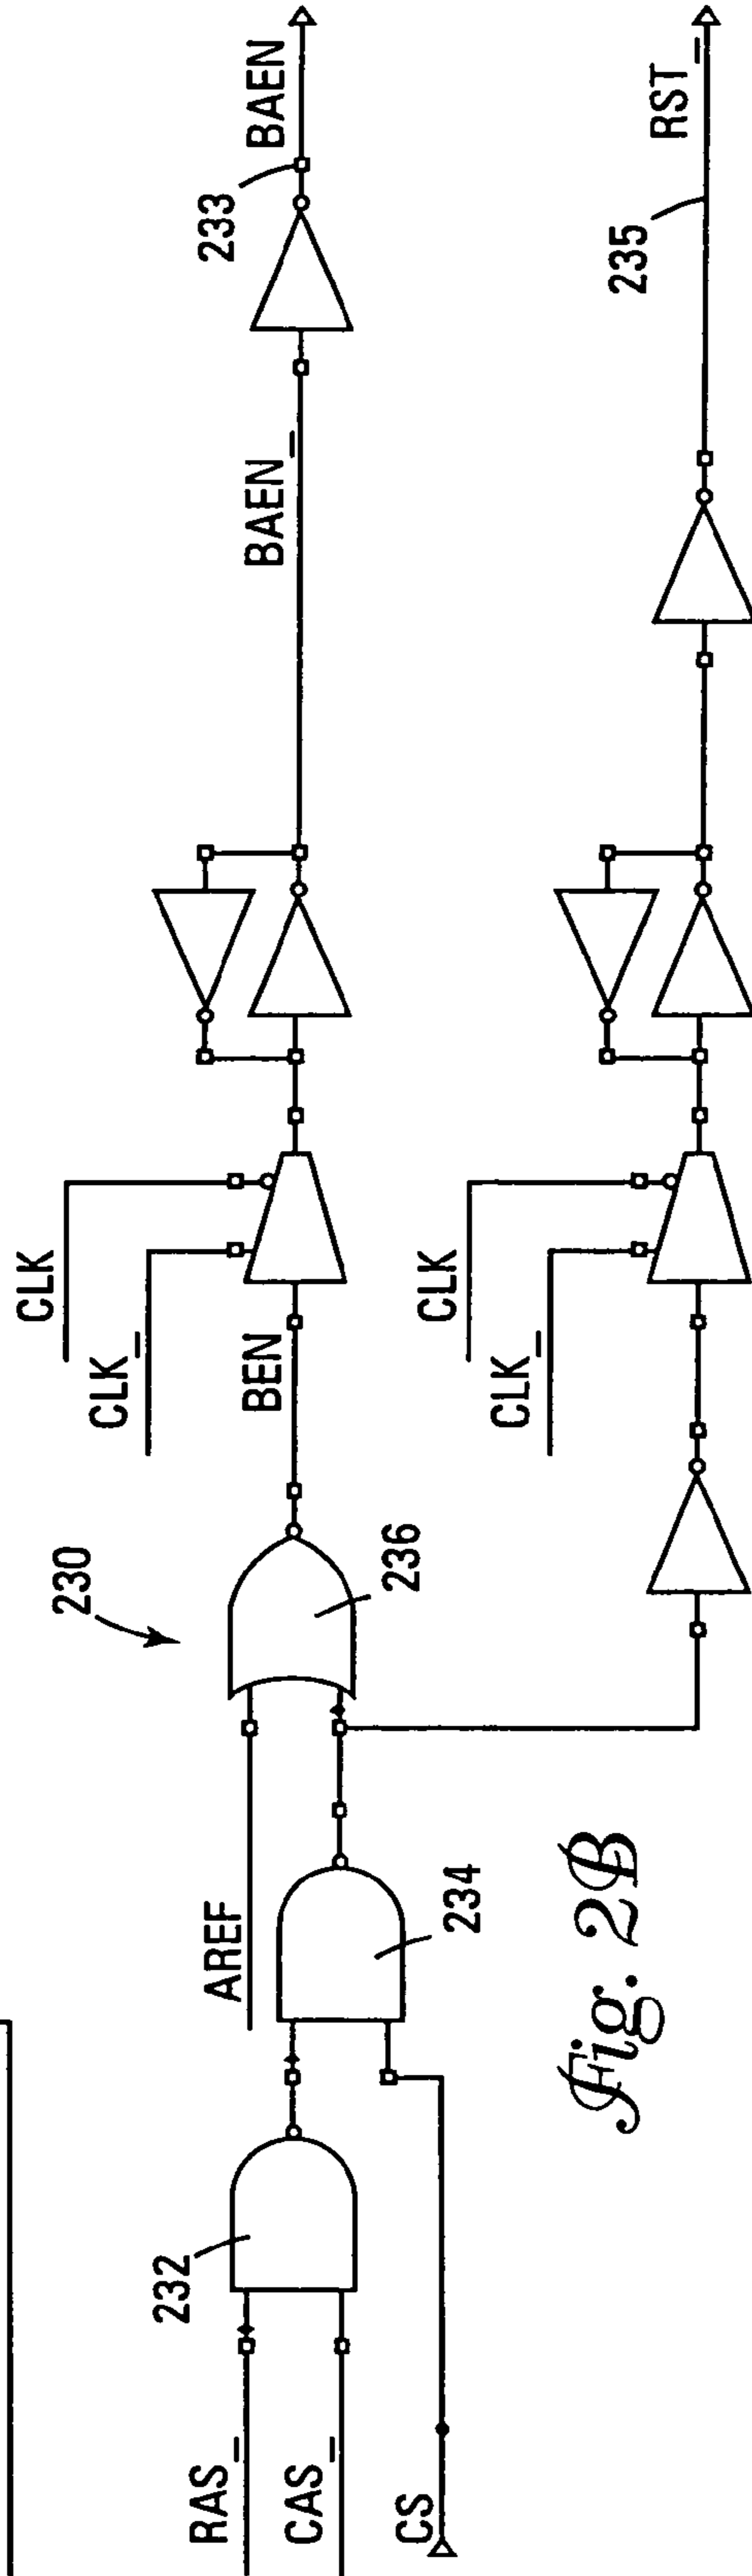 RAS_
CAS_
CS
232
234
AREF
230
236
BEN
CLK
CLK_
BAEN_
233
BAEN
CLK
CLK_
235
RST_
Fig. 2B